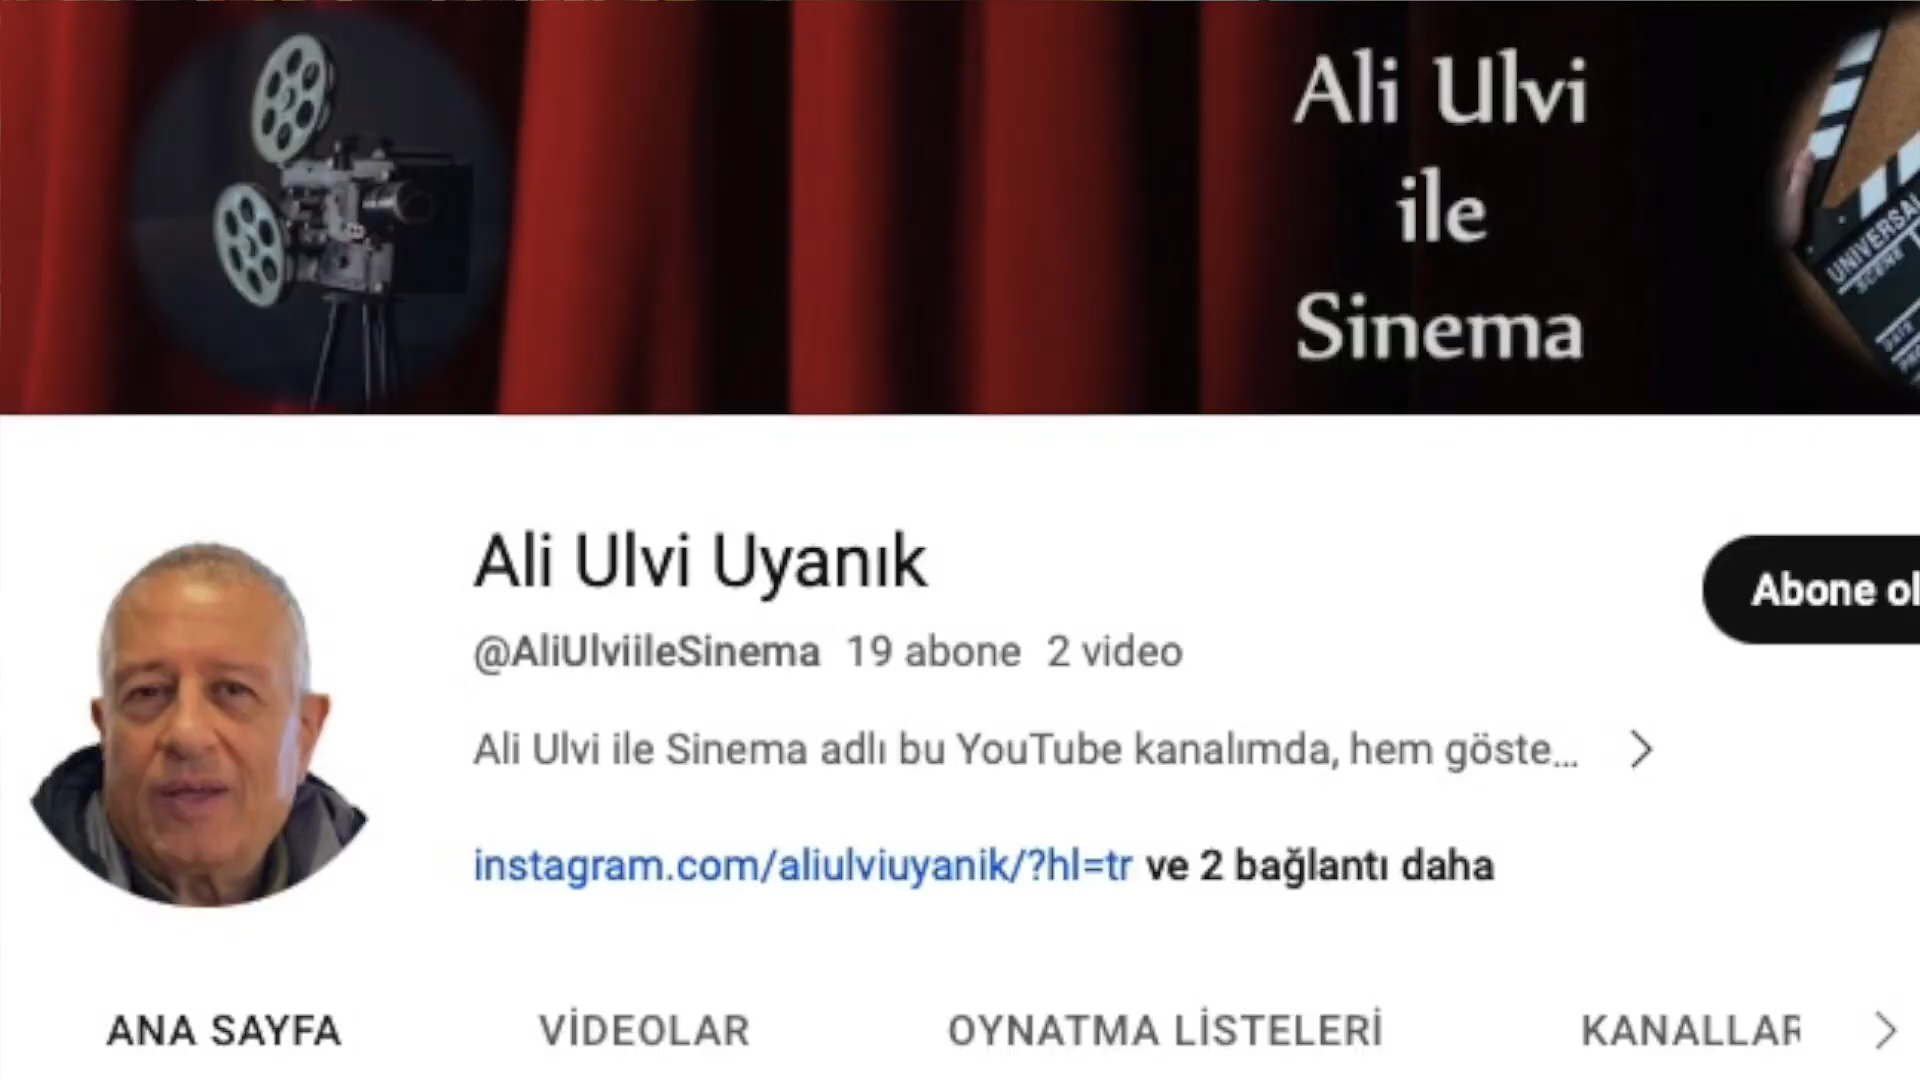 Ali Ulvi
ile
Sinema
UNIVERSAL
SCENE
Ali Ulvi Uyanık
Abone ol
@AliUlviileSinema 19 abone 2 video
Ali Ulvi ile Sinema adlı bu YouTube kanalımda, hem göste...
instagram.com/aliulviuyanik/?hl=tr ve 2 bağlantı daha
ANA SAYFA VİDEOLAR OYNATMA LİSTELERİ KANALLAR